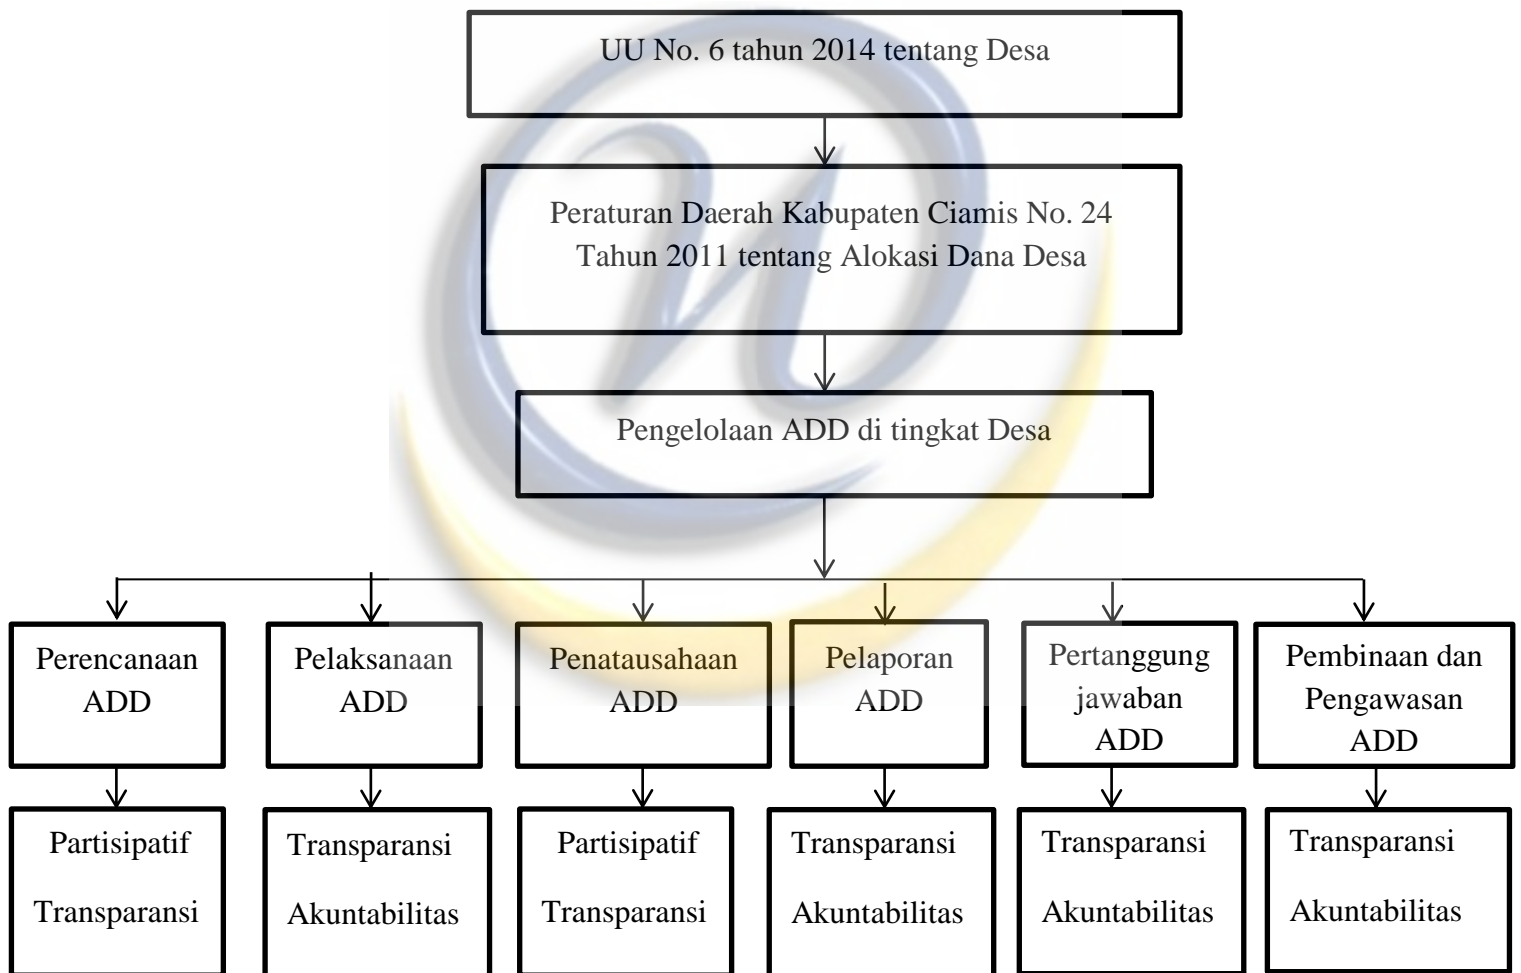 UU No. 6 tahun 2014 tentang Desa
Peraturan Daerah Kabupaten Ciamis No. 24
Tahun 2011 tentang Alokasi Dana Desa
Pengelolaan ADD di tingkat Desa
Perencanaan
ADD
Pelaksanaan
ADD
Penatausahaan
ADD
Pelaporan
ADD
Pertanggung
jawaban
ADD
Pembinaan dan
Pengawasan
ADD
Partisipatif
Transparansi
Transparansi
Akuntabilitas
Partisipatif
Transparansi
Transparansi
Akuntabilitas
Transparansi
Akuntabilitas
Transparansi
Akuntabilitas